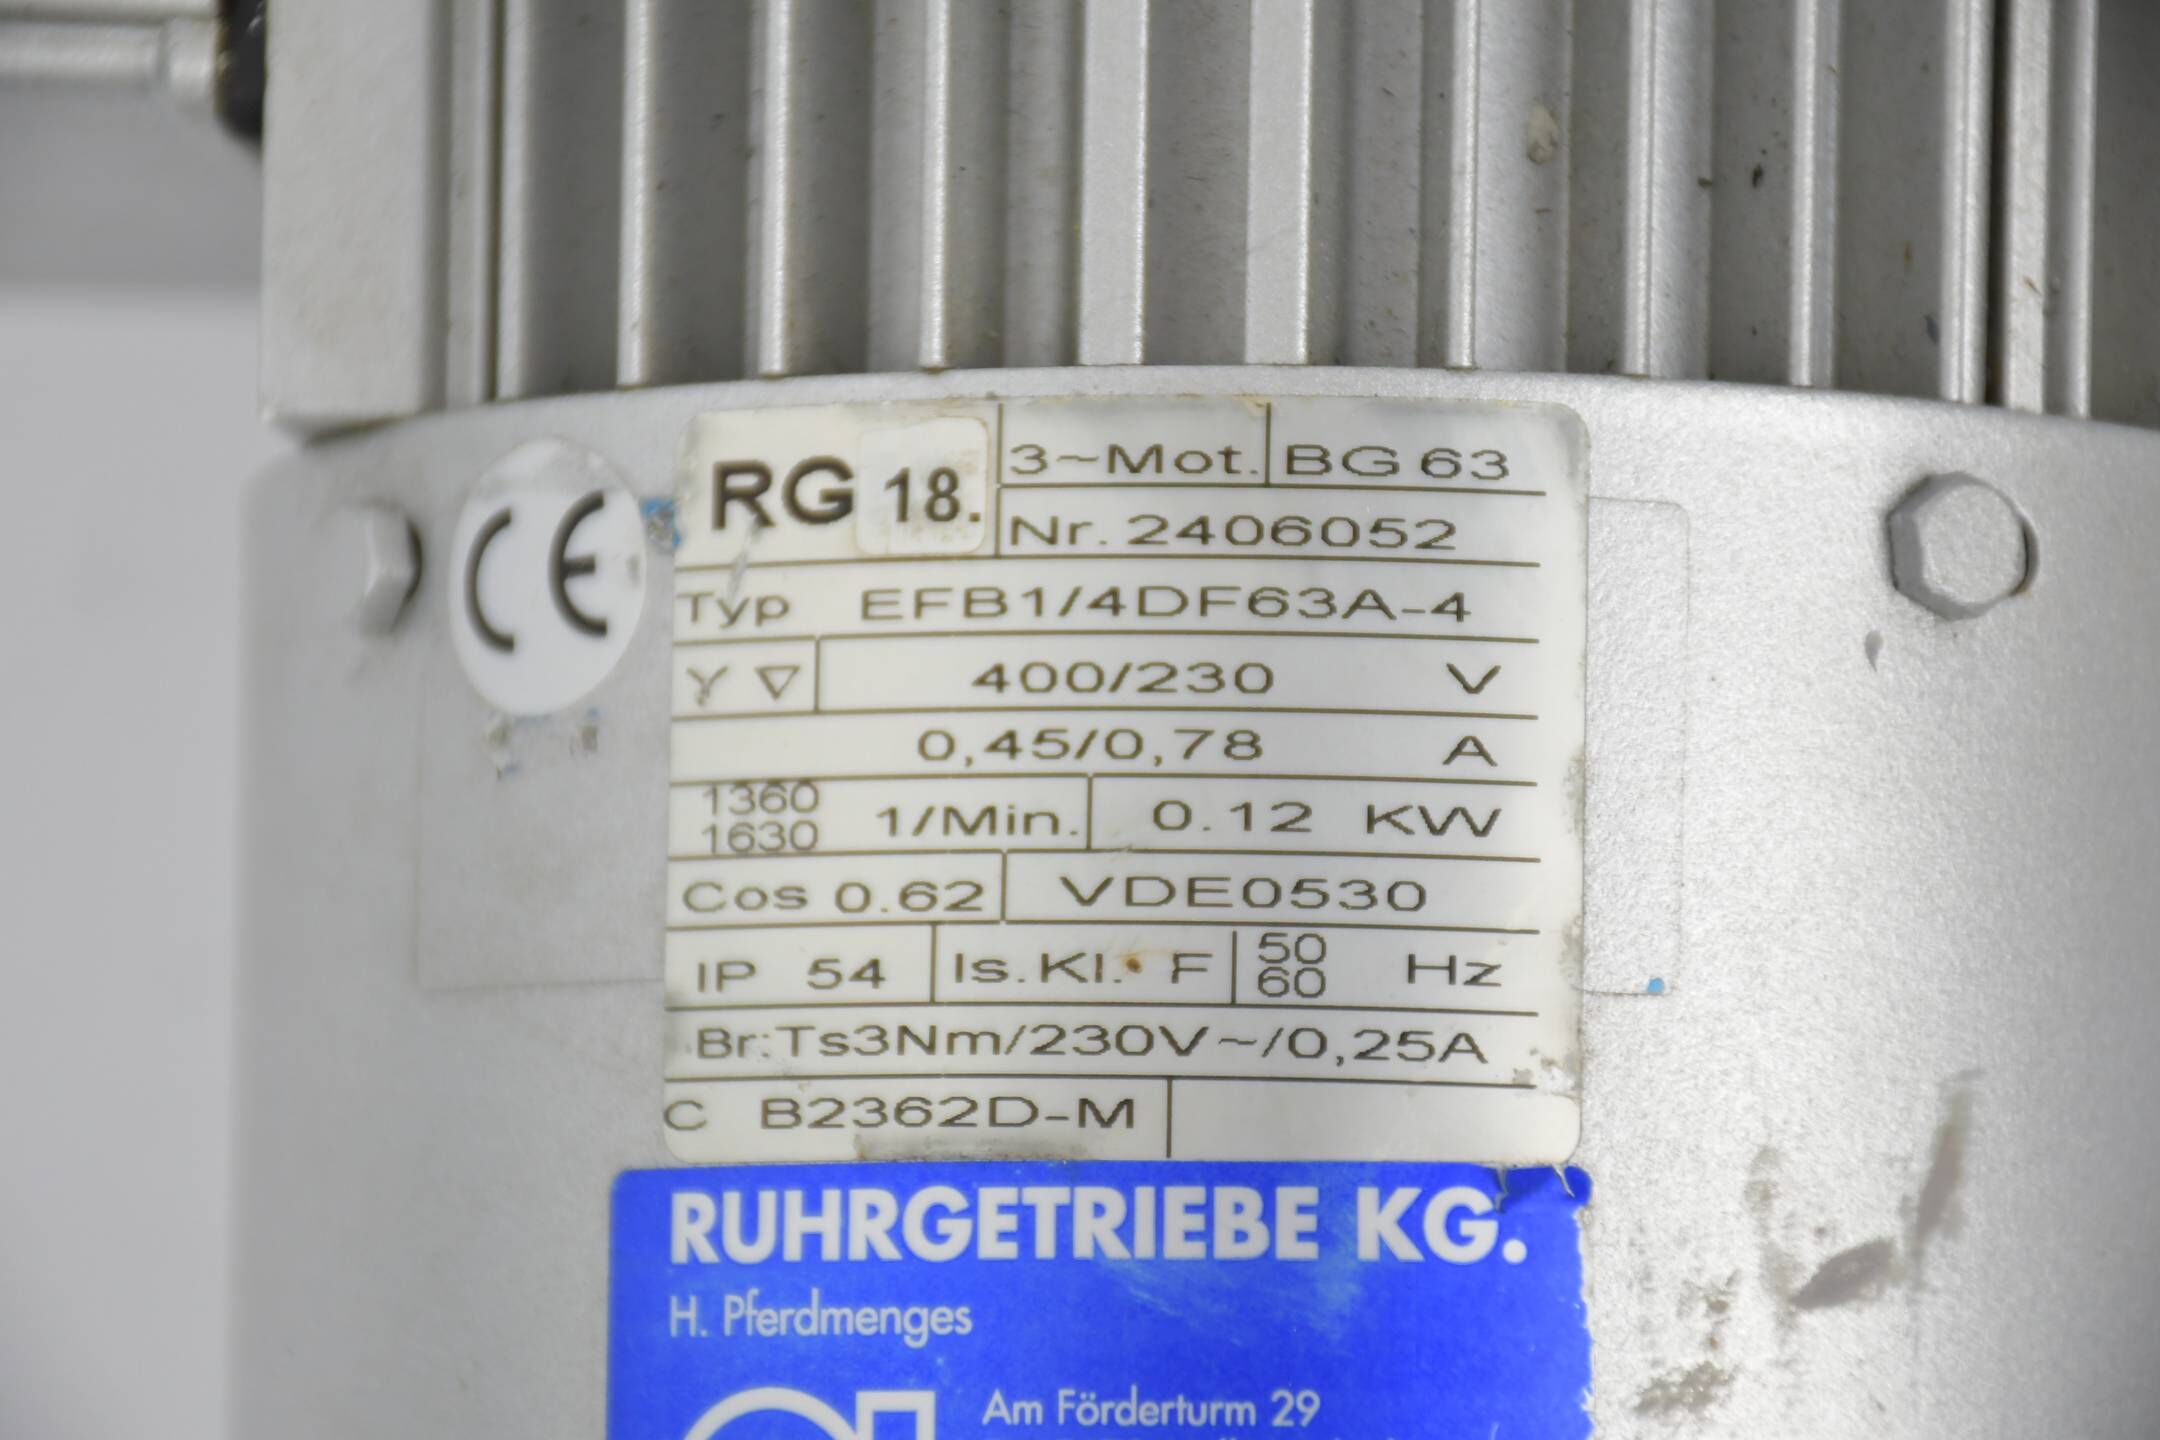 CE
RG 18.
3~Mot. BG 63
Nr. 2406052
Typ EFB1/4DF63A-4
Y ▽ 400/230 V
0,45/0,78 A
1360
1630 1/Min. 0.12 KW
Cos 0.62 VDE0530
IP 54 Is.Kl. F 50
60 Hz
Br:Ts3Nm/230V~/0,25A
C B2362D-M
RUHRGETRIEBE KG.
H. Pferdmenges
Am Förderturm 29